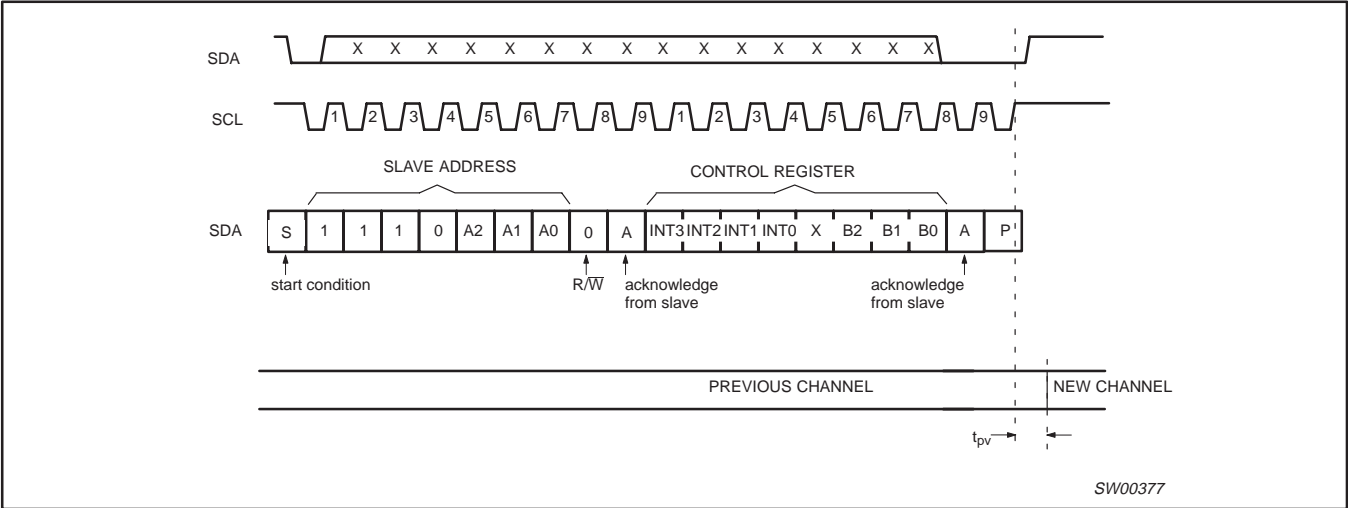 SDA X X X X X X X X X X X X X X X X
SCL 1 2 3 4 5 6 7 8 9 1 2 3 4 5 6 7 8 9
SLAVE ADDRESS CONTROL REGISTER
SDA S 1 1 1 0 A2 A1 A0 0 A INT3 INT2 INT1 INT0 X B2 B1 B0 A P
start condition R/W̅ acknowledge acknowledge
from slave from slave
PREVIOUS CHANNEL NEW CHANNEL
tpv
SW00377